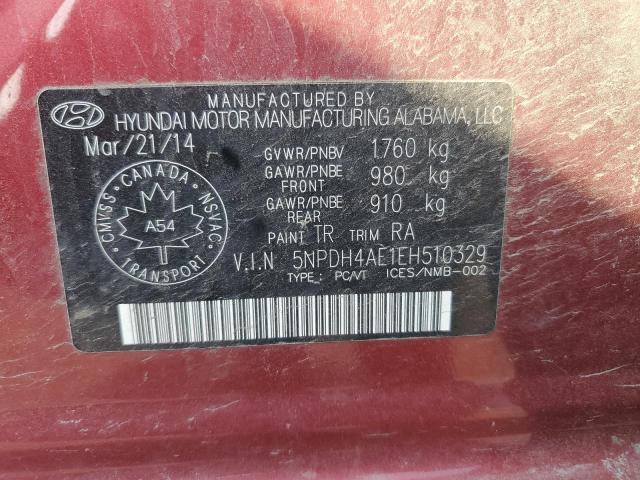 MANUFACTURED BY
HYUNDAI MOTOR MANUFACTURING ALABAMA, LLC
Mar/21/14
GVWR/PNBV 1.760 kg
GAWR/PNBE FRONT 980 kg
GAWR/PNBE REAR 910 kg
PAINT TR TRIM RA
V.I.N 5NPDH4AE1EH510329
TYPE : PC/VT ICES/NMB-002
CANADA
CMVSS
NSVAC
A54
TRANSPORT